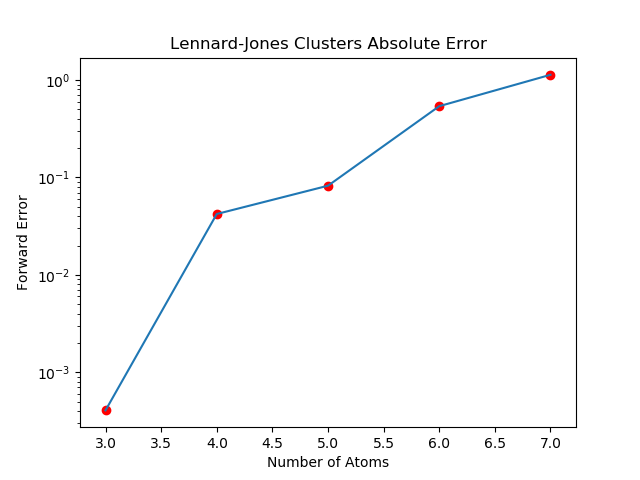 Lennard-Jones Clusters Absolute Error
10⁰
10⁻¹
10⁻²
10⁻³
Forward Error
3.0 3.5 4.0 4.5 5.0 5.5 6.0 6.5 7.0
Number of Atoms